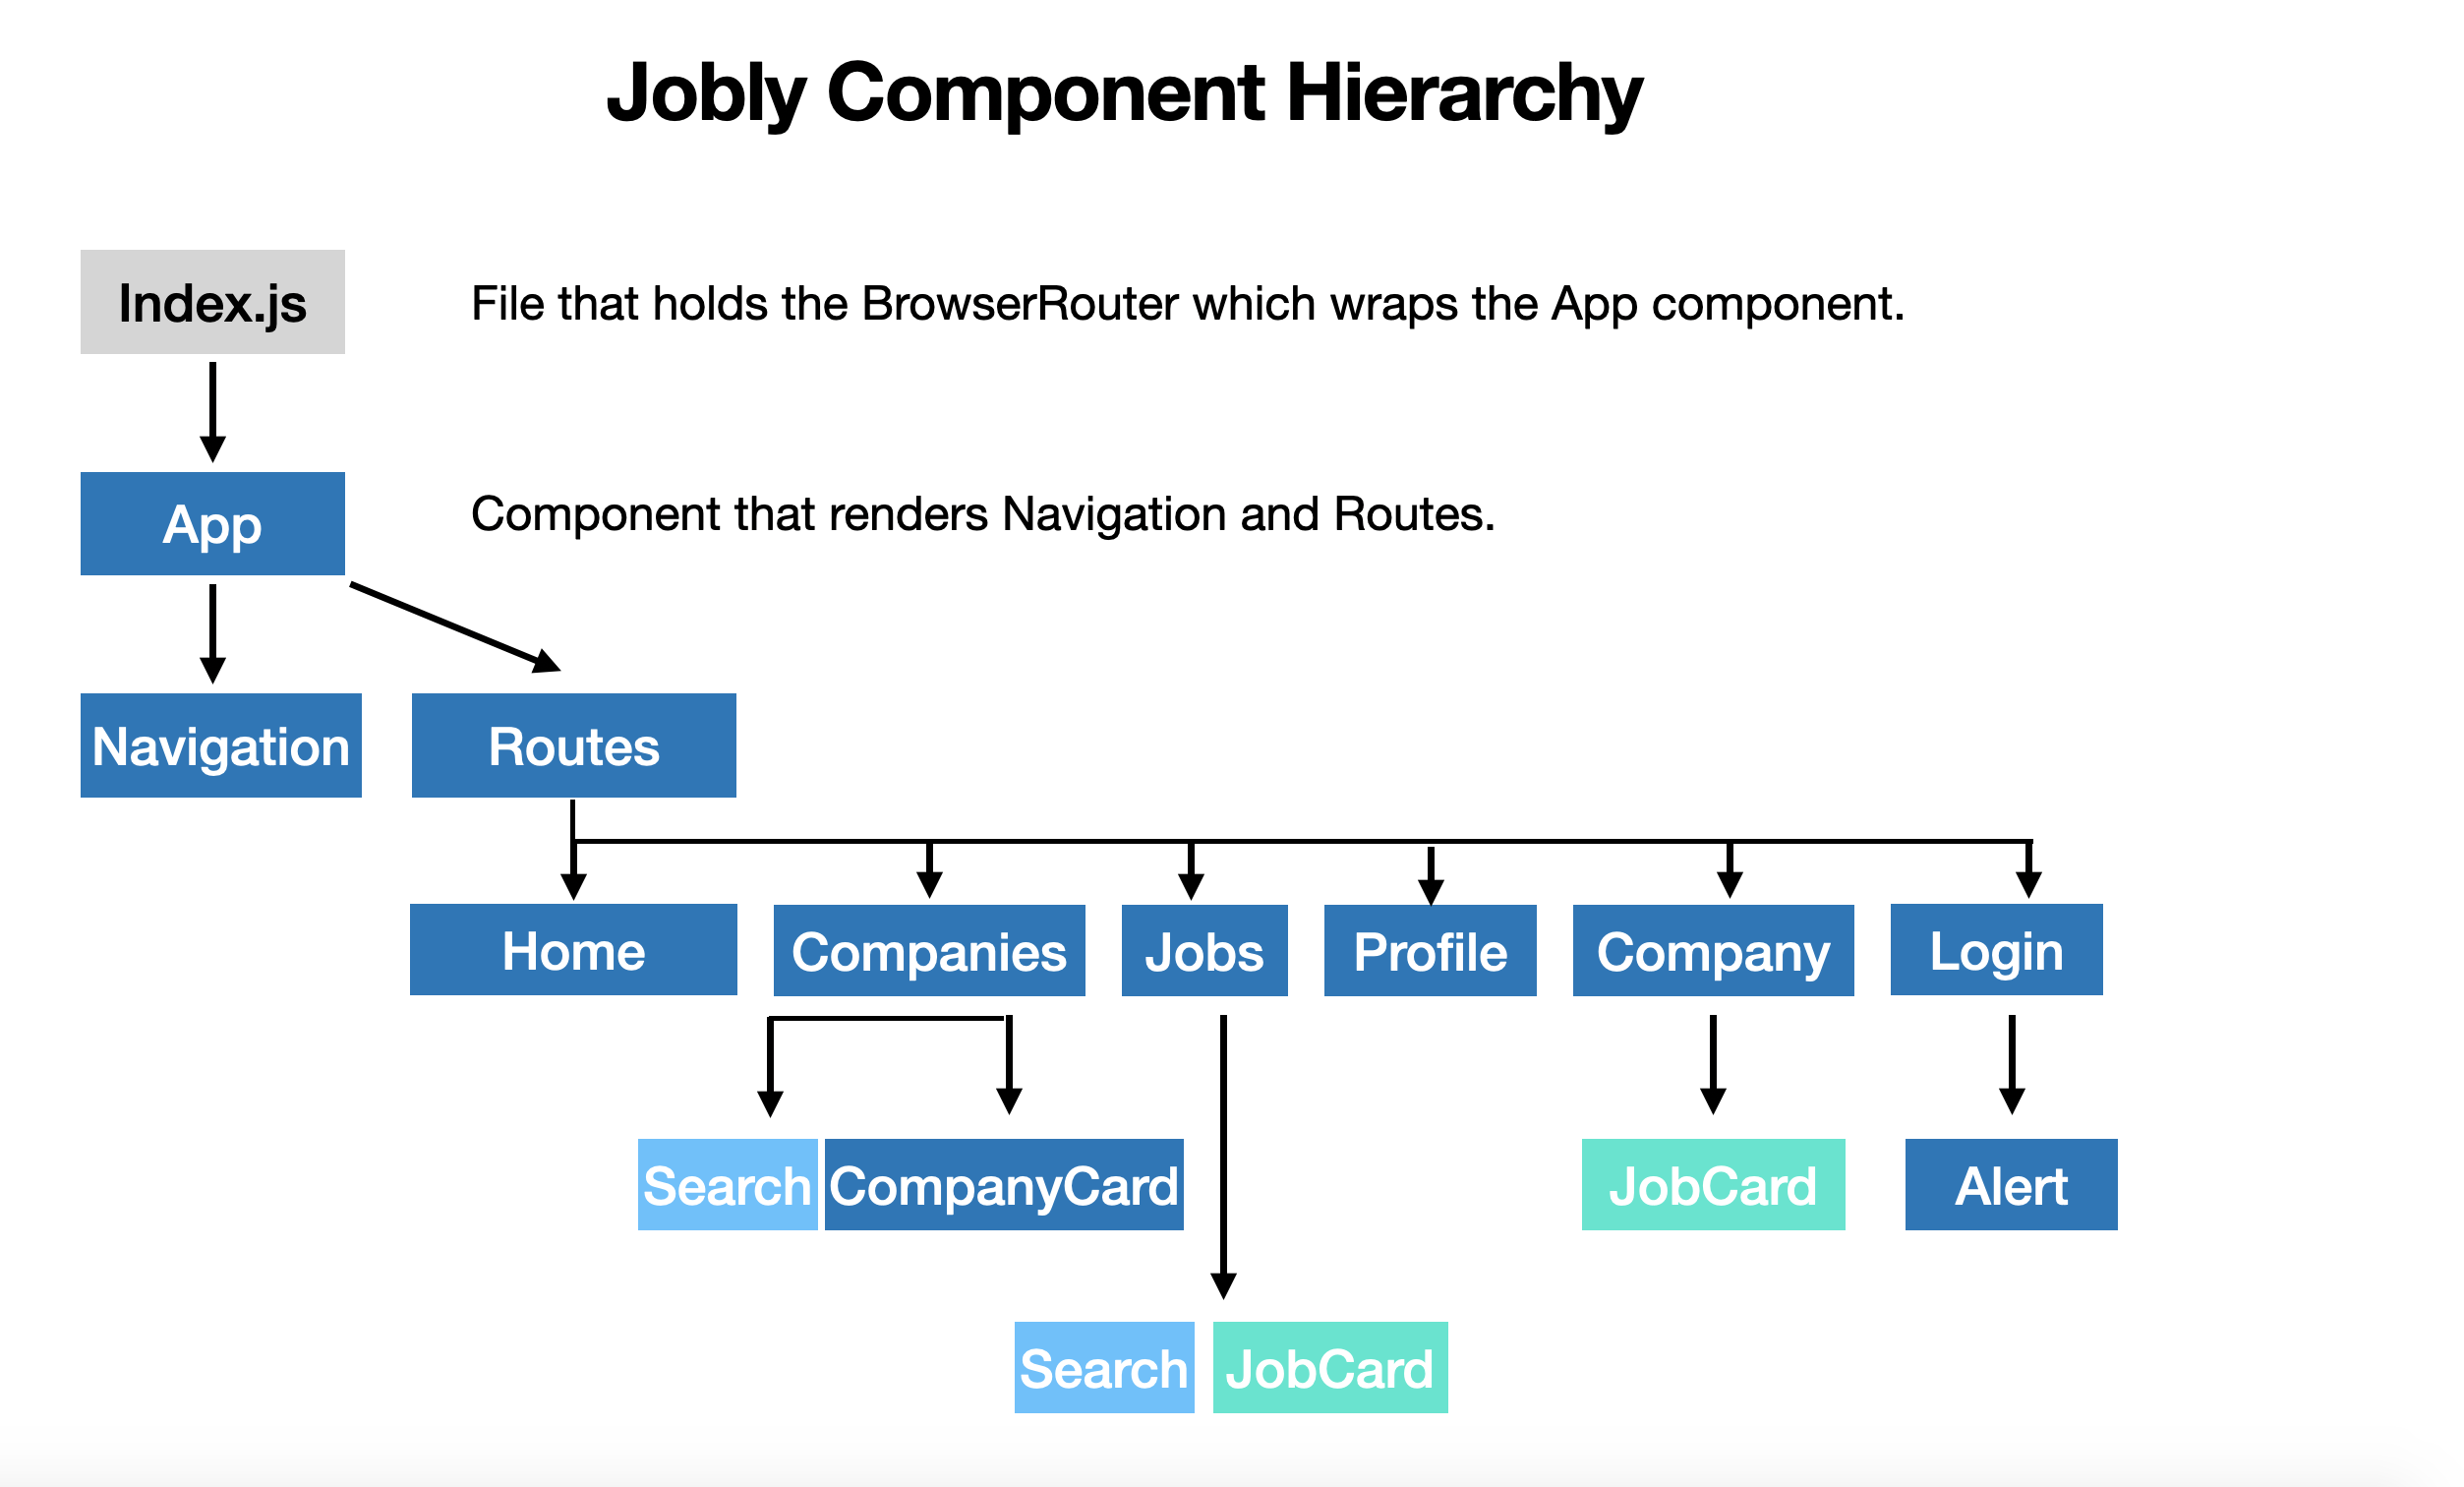 Jobly Component Hierarchy
Index.js
File that holds the BrowserRouter which wraps the App component.
App
Component that renders Navigation and Routes.
Navigation
Routes
Home
Companies
Jobs
Profile
Company
Login
Search
CompanyCard
JobCard
Alert
Search
JobCard